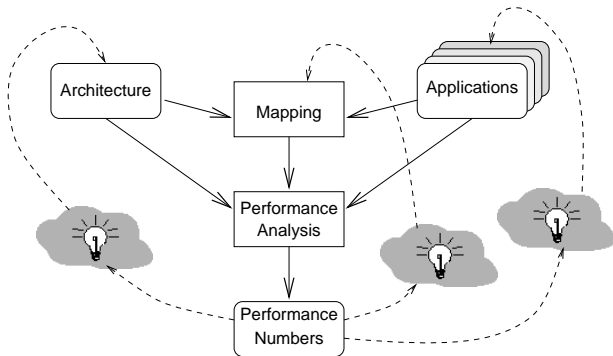 Architecture
Mapping
Applications
Performance
Analysis
Performance
Numbers